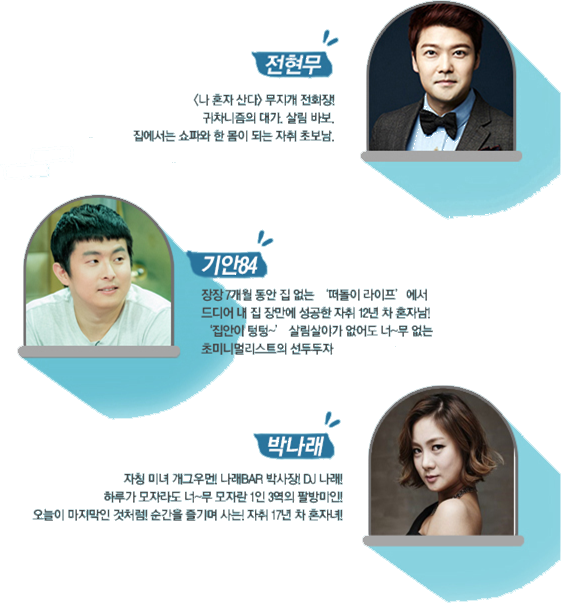 전현무
〈나 혼자 산다〉 무지개 전회장!
귀차니즘의 대가. 살림 바보.
집에서는 쇼파와 한 몸이 되는 자취 초보남.
기안84
장장 7개월 동안 집 없는 ‘떠돌이 라이프’에서
드디어 내 집 장만에 성공한 자취 12년 차 혼자남!
‘집안이 텅텅~’ 살림살이가 없어도 너~무 없는
초미니멀리스트의 선두두자
박나래
자칭 미녀 개그우먼! 나래BAR 박사장! DJ 나래!
하루가 모자라도 너~무 모자란 1인 3역의 팔방미인!
오늘이 마지막인 것처럼! 순간을 즐기며 사는! 자취 17년 차 혼자녀!